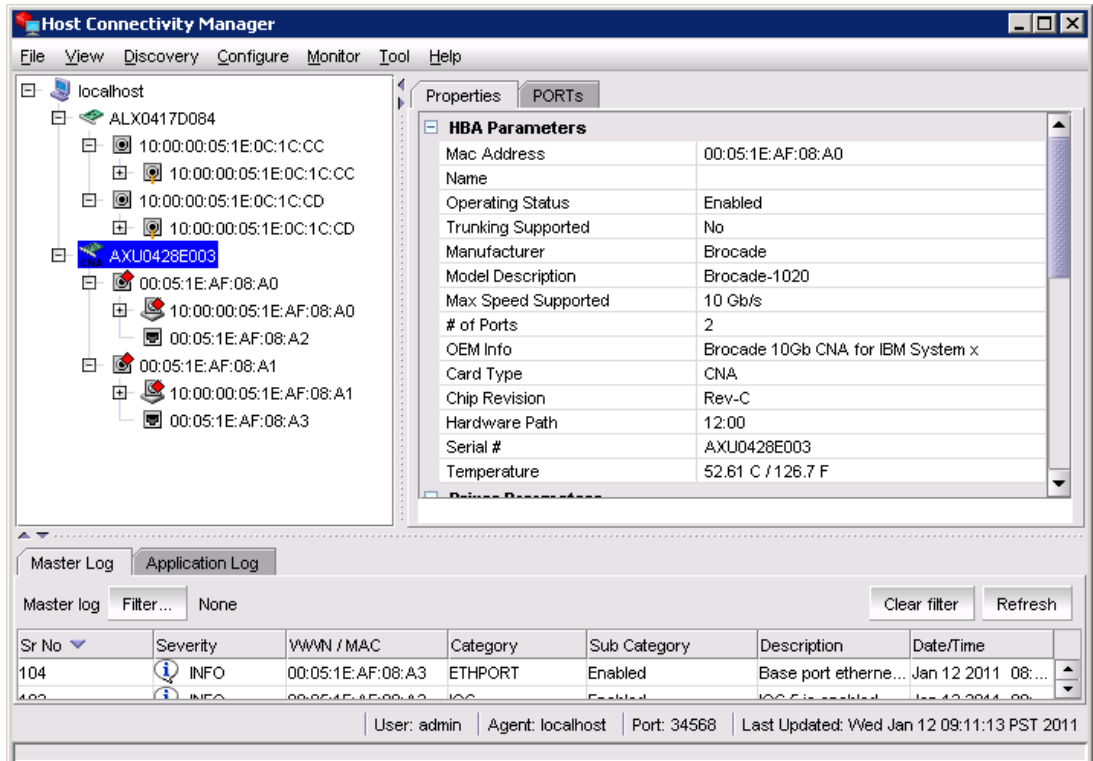 Host Connectivity Manager
File View Discovery Configure Monitor Tool Help
localhost
ALX0417D084
10:00:00:05:1E:0C:1C:CC
10:00:00:05:1E:0C:1C:CC
10:00:00:05:1E:0C:1C:CD
10:00:00:05:1E:0C:1C:CD
CNA AXU0428E003
00:05:1E:AF:08:A0
10:00:00:05:1E:AF:08:A0
00:05:1E:AF:08:A2
00:05:1E:AF:08:A1
10:00:00:05:1E:AF:08:A1
00:05:1E:AF:08:A3
Properties PORTs
HBA Parameters
Mac Address 00:05:1E:AF:08:A0
Name
Operating Status Enabled
Trunking Supported No
Manufacturer Brocade
Model Description Brocade-1020
Max Speed Supported 10 Gb/s
# of Ports 2
OEM Info Brocade 10Gb CNA for IBM System x
Card Type CNA
Chip Revision Rev-C
Hardware Path 12:00
Serial # AXU0428E003
Temperature 52.61 C / 126.7 F
Master Log Application Log
Master log Filter... None Clear filter Refresh
Sr No Severity WWN / MAC Category Sub Category Description Date/Time
104 INFO 00:05:1E:AF:08:A3 ETHPORT Enabled Base port etherne... Jan 12 2011 08:...
User: admin Agent: localhost Port: 34568 Last Updated: Wed Jan 12 09:11:13 PST 2011